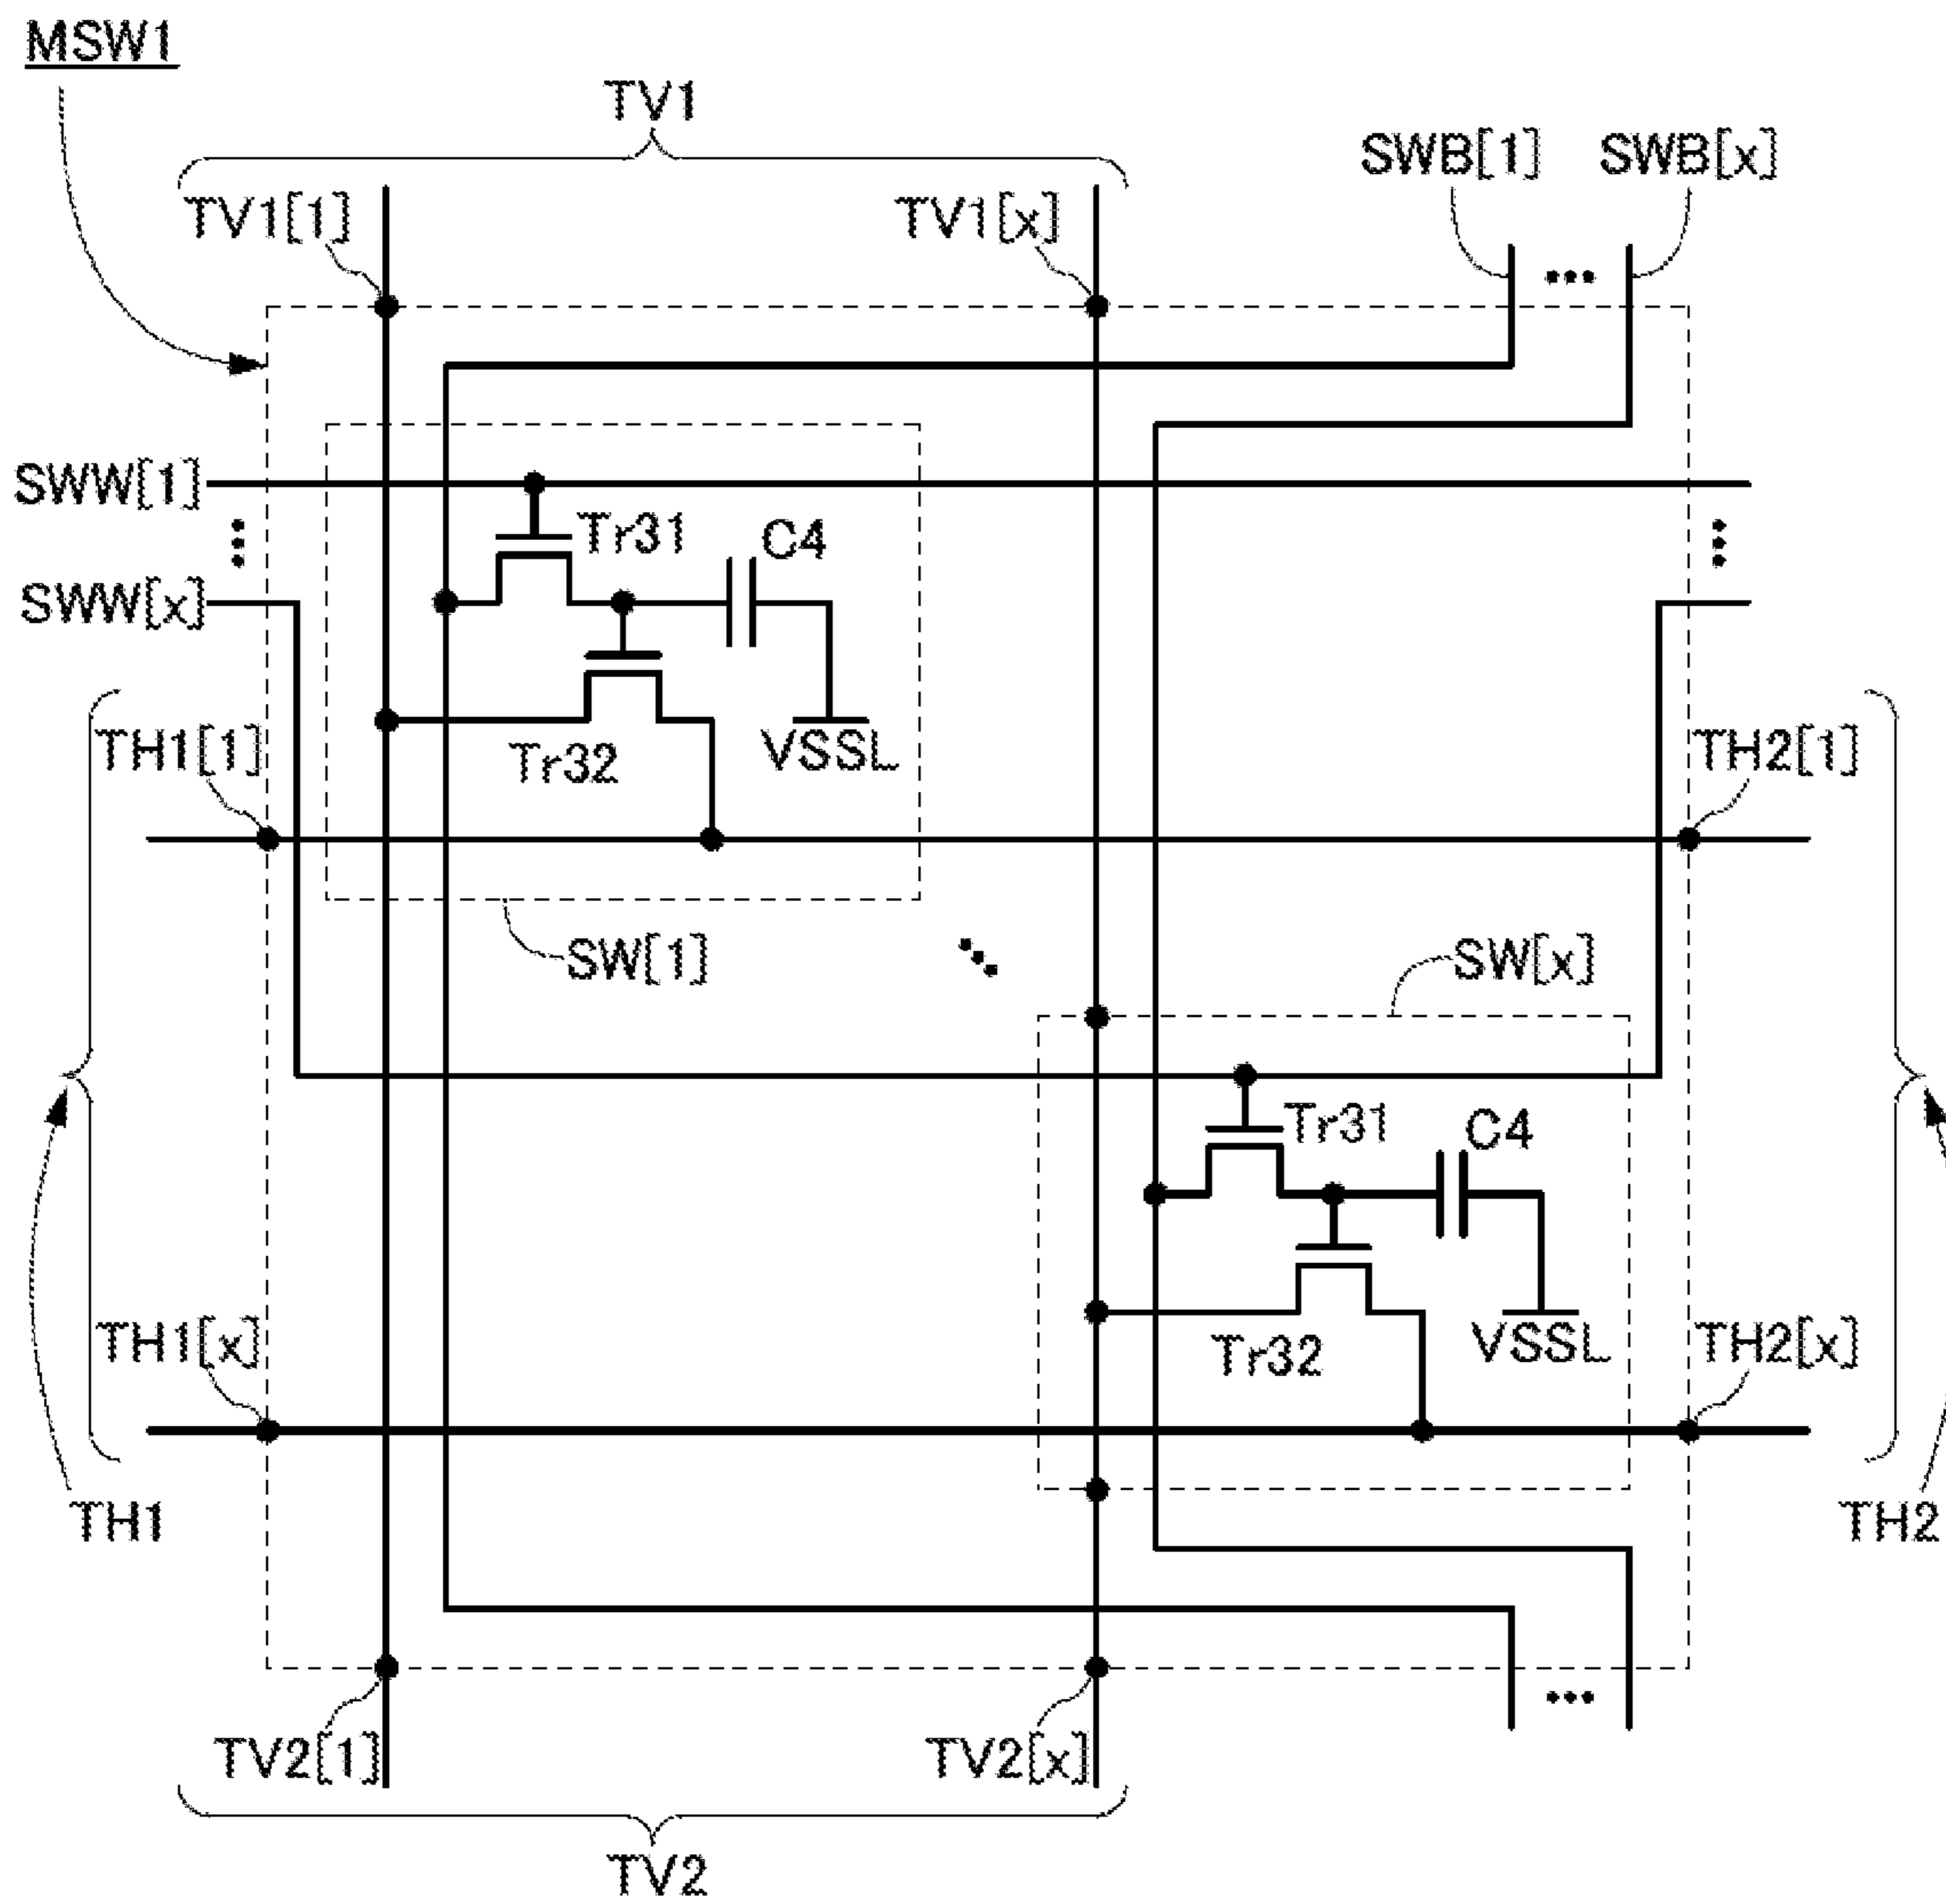 MSW1
TV1
SWB[1] SWB[x]
TV1[1] TV1[x]
SWW[1]
Tr31 C4
SWW[x]
TH1[1] Tr32 VSSL TH2[1]
SW[1] SW[x]
Tr31 C4
TH1[x] Tr32 VSSL TH2[x]
TH1 TH2
TV2[1] TV2[x]
TV2